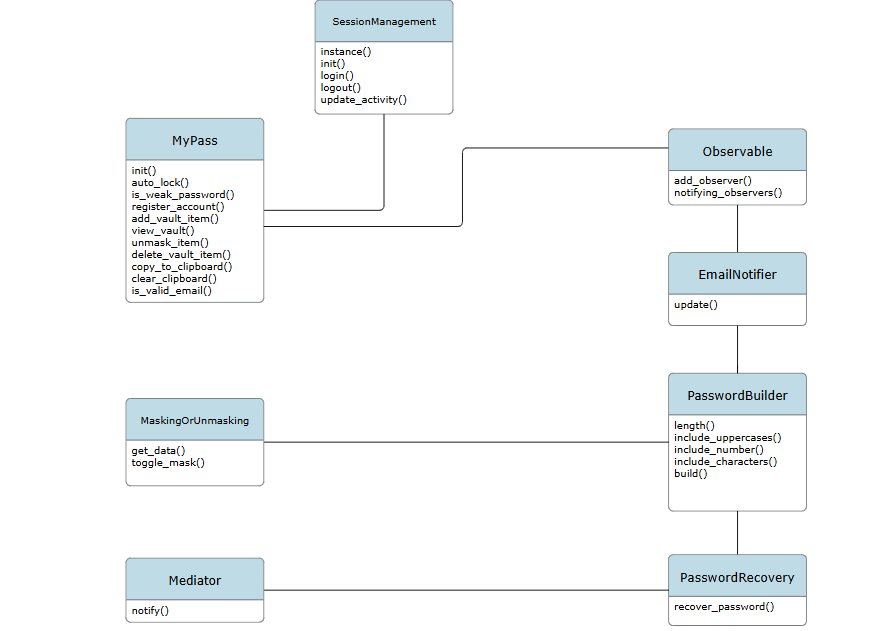 SessionManagement
instance()
init()
login()
logout()
update_activity()
MyPass
init()
auto_lock()
is_weak_password()
register_account()
add_vault_item()
view_vault()
unmask_item()
delete_vault_item()
copy_to_clipboard()
clear_clipboard()
is_valid_email()
Observable
add_observer()
notifying_observers()
EmailNotifier
update()
PasswordBuilder
length()
include_uppercases()
include_number()
include_characters()
build()
MaskingOrUnmasking
get_data()
toggle_mask()
Mediator
notify()
PasswordRecovery
recover_password()